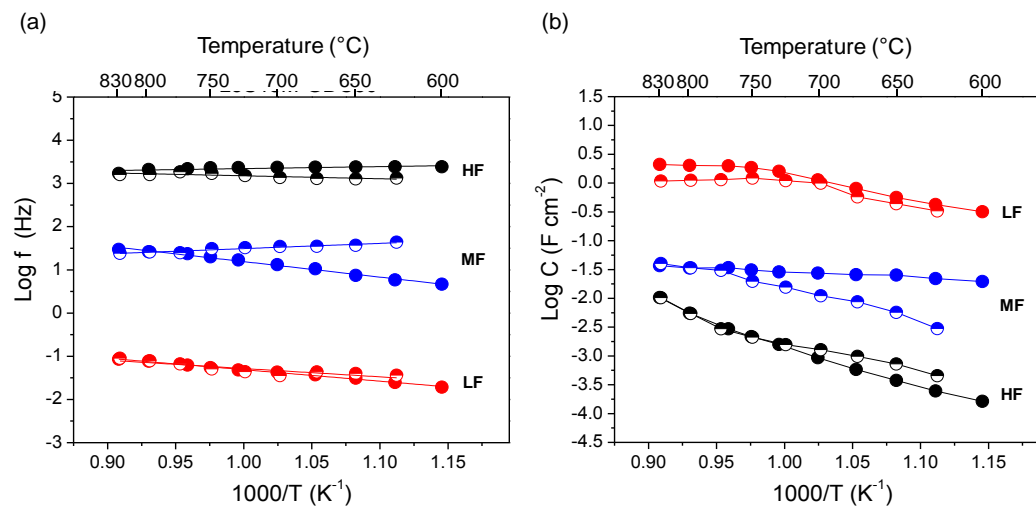 (a)
Temperature (°C)
830 800 750 700 650 600
5
4
3
2
1
0
-1
-2
-3
Log f (Hz)
HF
MF
LF
0.90 0.95 1.00 1.05 1.10 1.15
1000/T (K⁻¹)
(b)
Temperature (°C)
830 800 750 700 650 600
1.5
1.0
0.5
0.0
-0.5
-1.0
-1.5
-2.0
-2.5
-3.0
-3.5
-4.0
-4.5
Log C (F cm⁻²)
LF
MF
HF
0.90 0.95 1.00 1.05 1.10 1.15
1000/T (K⁻¹)